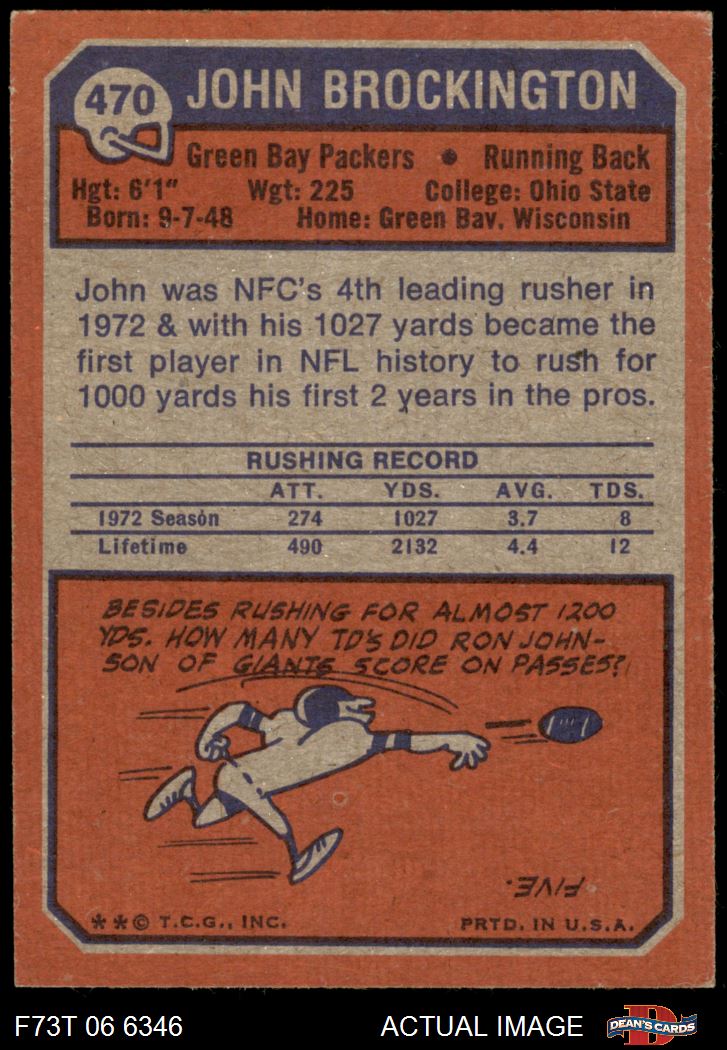 470
JOHN BROCKINGTON
Green Bay Packers • Running Back
Hgt: 6'1" Wgt: 225 College: Ohio State
Born: 9-7-48 Home: Green Bay, Wisconsin
John was NFC's 4th leading rusher in
1972 & with his 1027 yards became the
first player in NFL history to rush for
1000 yards his first 2 years in the pros.
RUSHING RECORD
ATT. YDS. AVG. TDS.
1972 Season 274 1027 3.7 8
Lifetime 490 2132 4.4 12
BESIDES RUSHING FOR ALMOST 1200
YDS. HOW MANY TD'S DID RON JOHN-
SON OF GIANTS SCORE ON PASSES?
FIVE.
**© T.C.G., INC. PRTD. IN U.S.A.
F73T 06 6346 ACTUAL IMAGE D DEAN'S CARDS